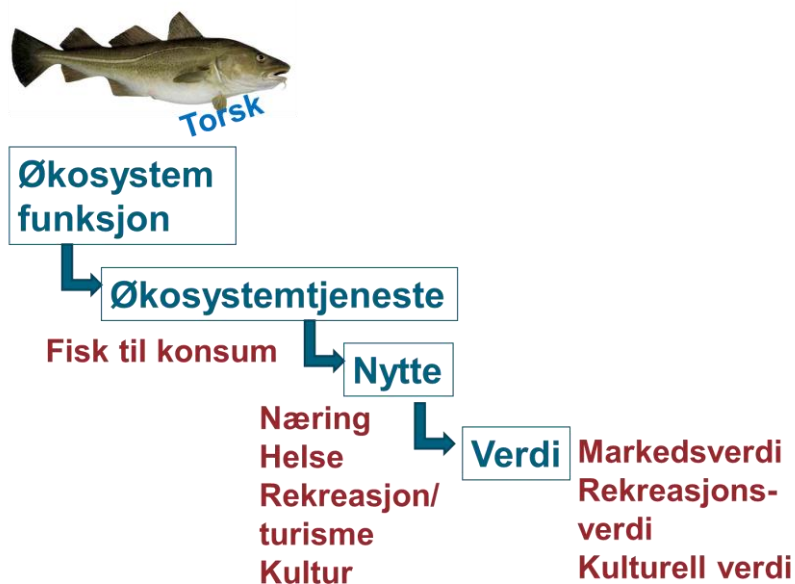 Torsk
Økosystem
funksjon
Økosystemtjeneste
Fisk til konsum
Nytte
Næring
Helse
Rekreasjon/
turisme
Kultur
Verdi
Markedsverdi
Rekreasjons-
verdi
Kulturell verdi